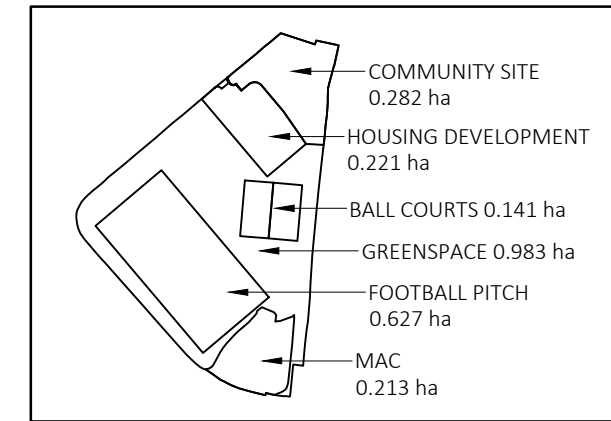 COMMUNITY SITE
0.282 ha
HOUSING DEVELOPMENT
0.221 ha
BALL COURTS 0.141 ha
GREENSPACE 0.983 ha
FOOTBALL PITCH
0.627 ha
MAC
0.213 ha